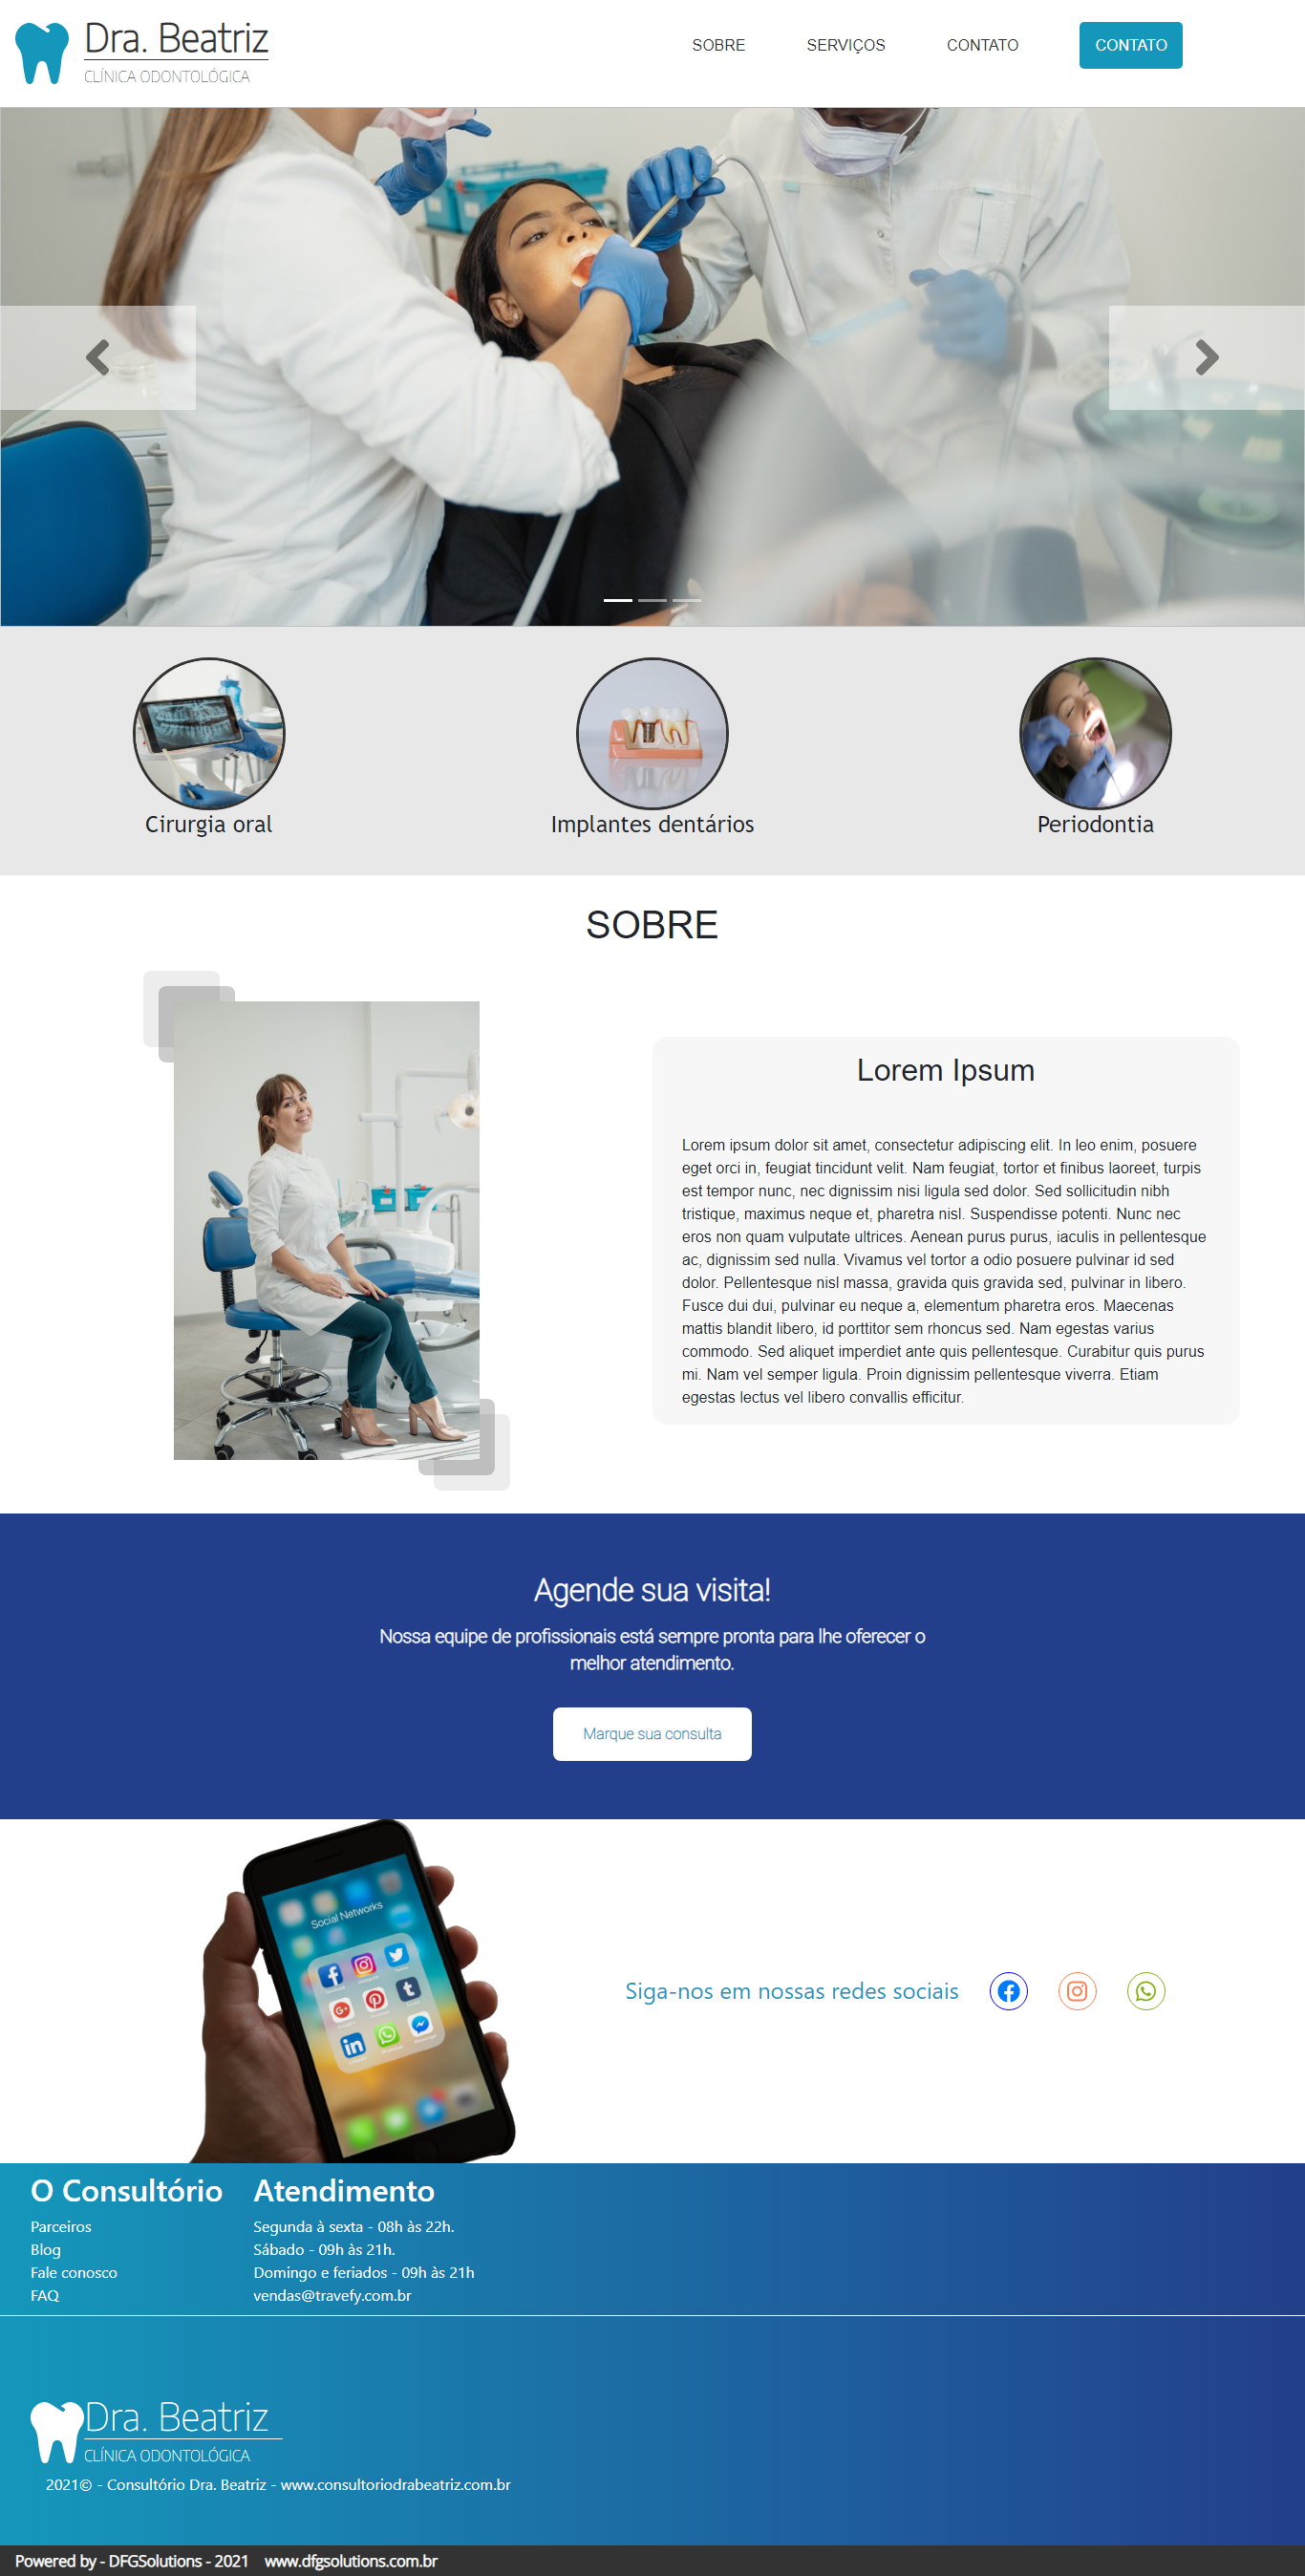 Dra. Beatriz
CLÍNICA ODONTOLÓGICA
SOBRE
SERVIÇOS
CONTATO
CONTATO
Cirurgia oral
Implantes dentários
Periodontia
SOBRE
Lorem Ipsum
Lorem ipsum dolor sit amet, consectetur adipiscing elit. In leo enim, posuere
eget orci in, feugiat tincidunt velit. Nam feugiat, tortor et finibus laoreet, turpis
est tempor nunc, nec dignissim nisi ligula sed dolor. Sed sollicitudin nibh
tristique, maximus neque et, pharetra nisl. Suspendisse potenti. Nunc nec
eros non quam vulputate ultrices. Aenean purus purus, iaculis in pellentesque
ac, dignissim sed nulla. Vivamus vel tortor a odio posuere pulvinar id sed
dolor. Pellentesque nisl massa, gravida quis gravida sed, pulvinar in libero.
Fusce dui dui, pulvinar eu neque a, elementum pharetra eros. Maecenas
mattis blandit libero, id porttitor sem rhoncus sed. Nam egestas varius
commodo. Sed aliquet imperdiet ante quis pellentesque. Curabitur quis purus
mi. Nam vel semper ligula. Proin dignissim pellentesque viverra. Etiam
egestas lectus vel libero convallis efficitur.
Agende sua visita!
Nossa equipe de profissionais está sempre pronta para lhe oferecer o
melhor atendimento.
Marque sua consulta
Social Networks
Siga-nos em nossas redes sociais
O Consultório
Parceiros
Blog
Fale conosco
FAQ
Atendimento
Segunda à sexta - 08h às 22h.
Sábado - 09h às 21h.
Domingo e feriados - 09h às 21h
vendas@travefy.com.br
Dra. Beatriz
CLÍNICA ODONTOLÓGICA
2021© - Consultório Dra. Beatriz - www.consultoriodrabeatriz.com.br
Powered by - DFGSolutions - 2021 www.dfgsolutions.com.br